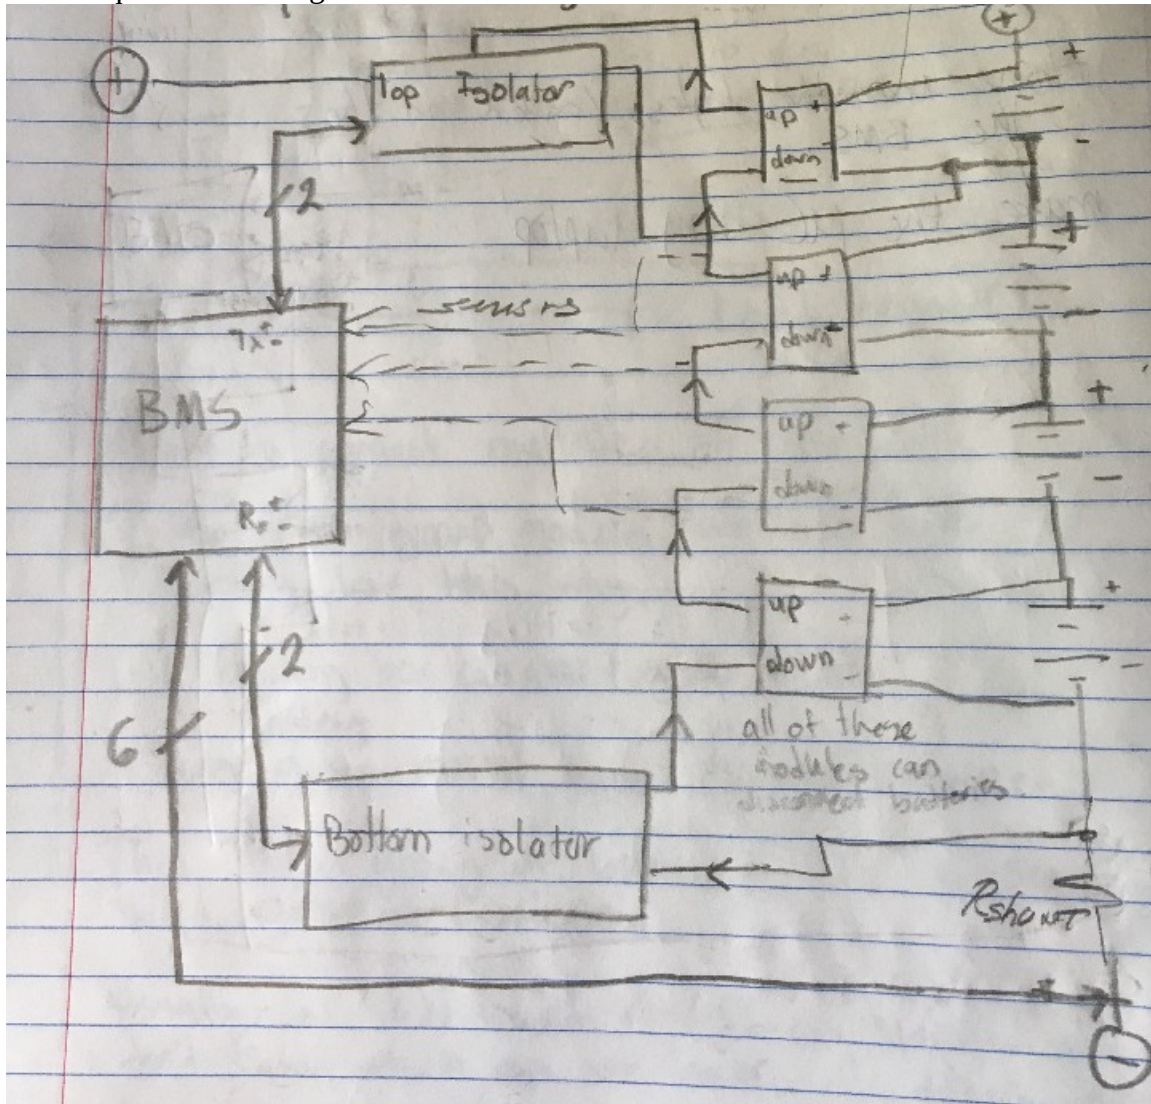 +
+
Top Isolator
+
-
up +
down -
2
+
up +
-
sensors
down -
Tx±
BMS
+
up +
down
-
-
Rx±
+
up -
-
2
down
-
-
6
all of these
modules can
disconnect batteries
Bottom isolator
Rshunt
-